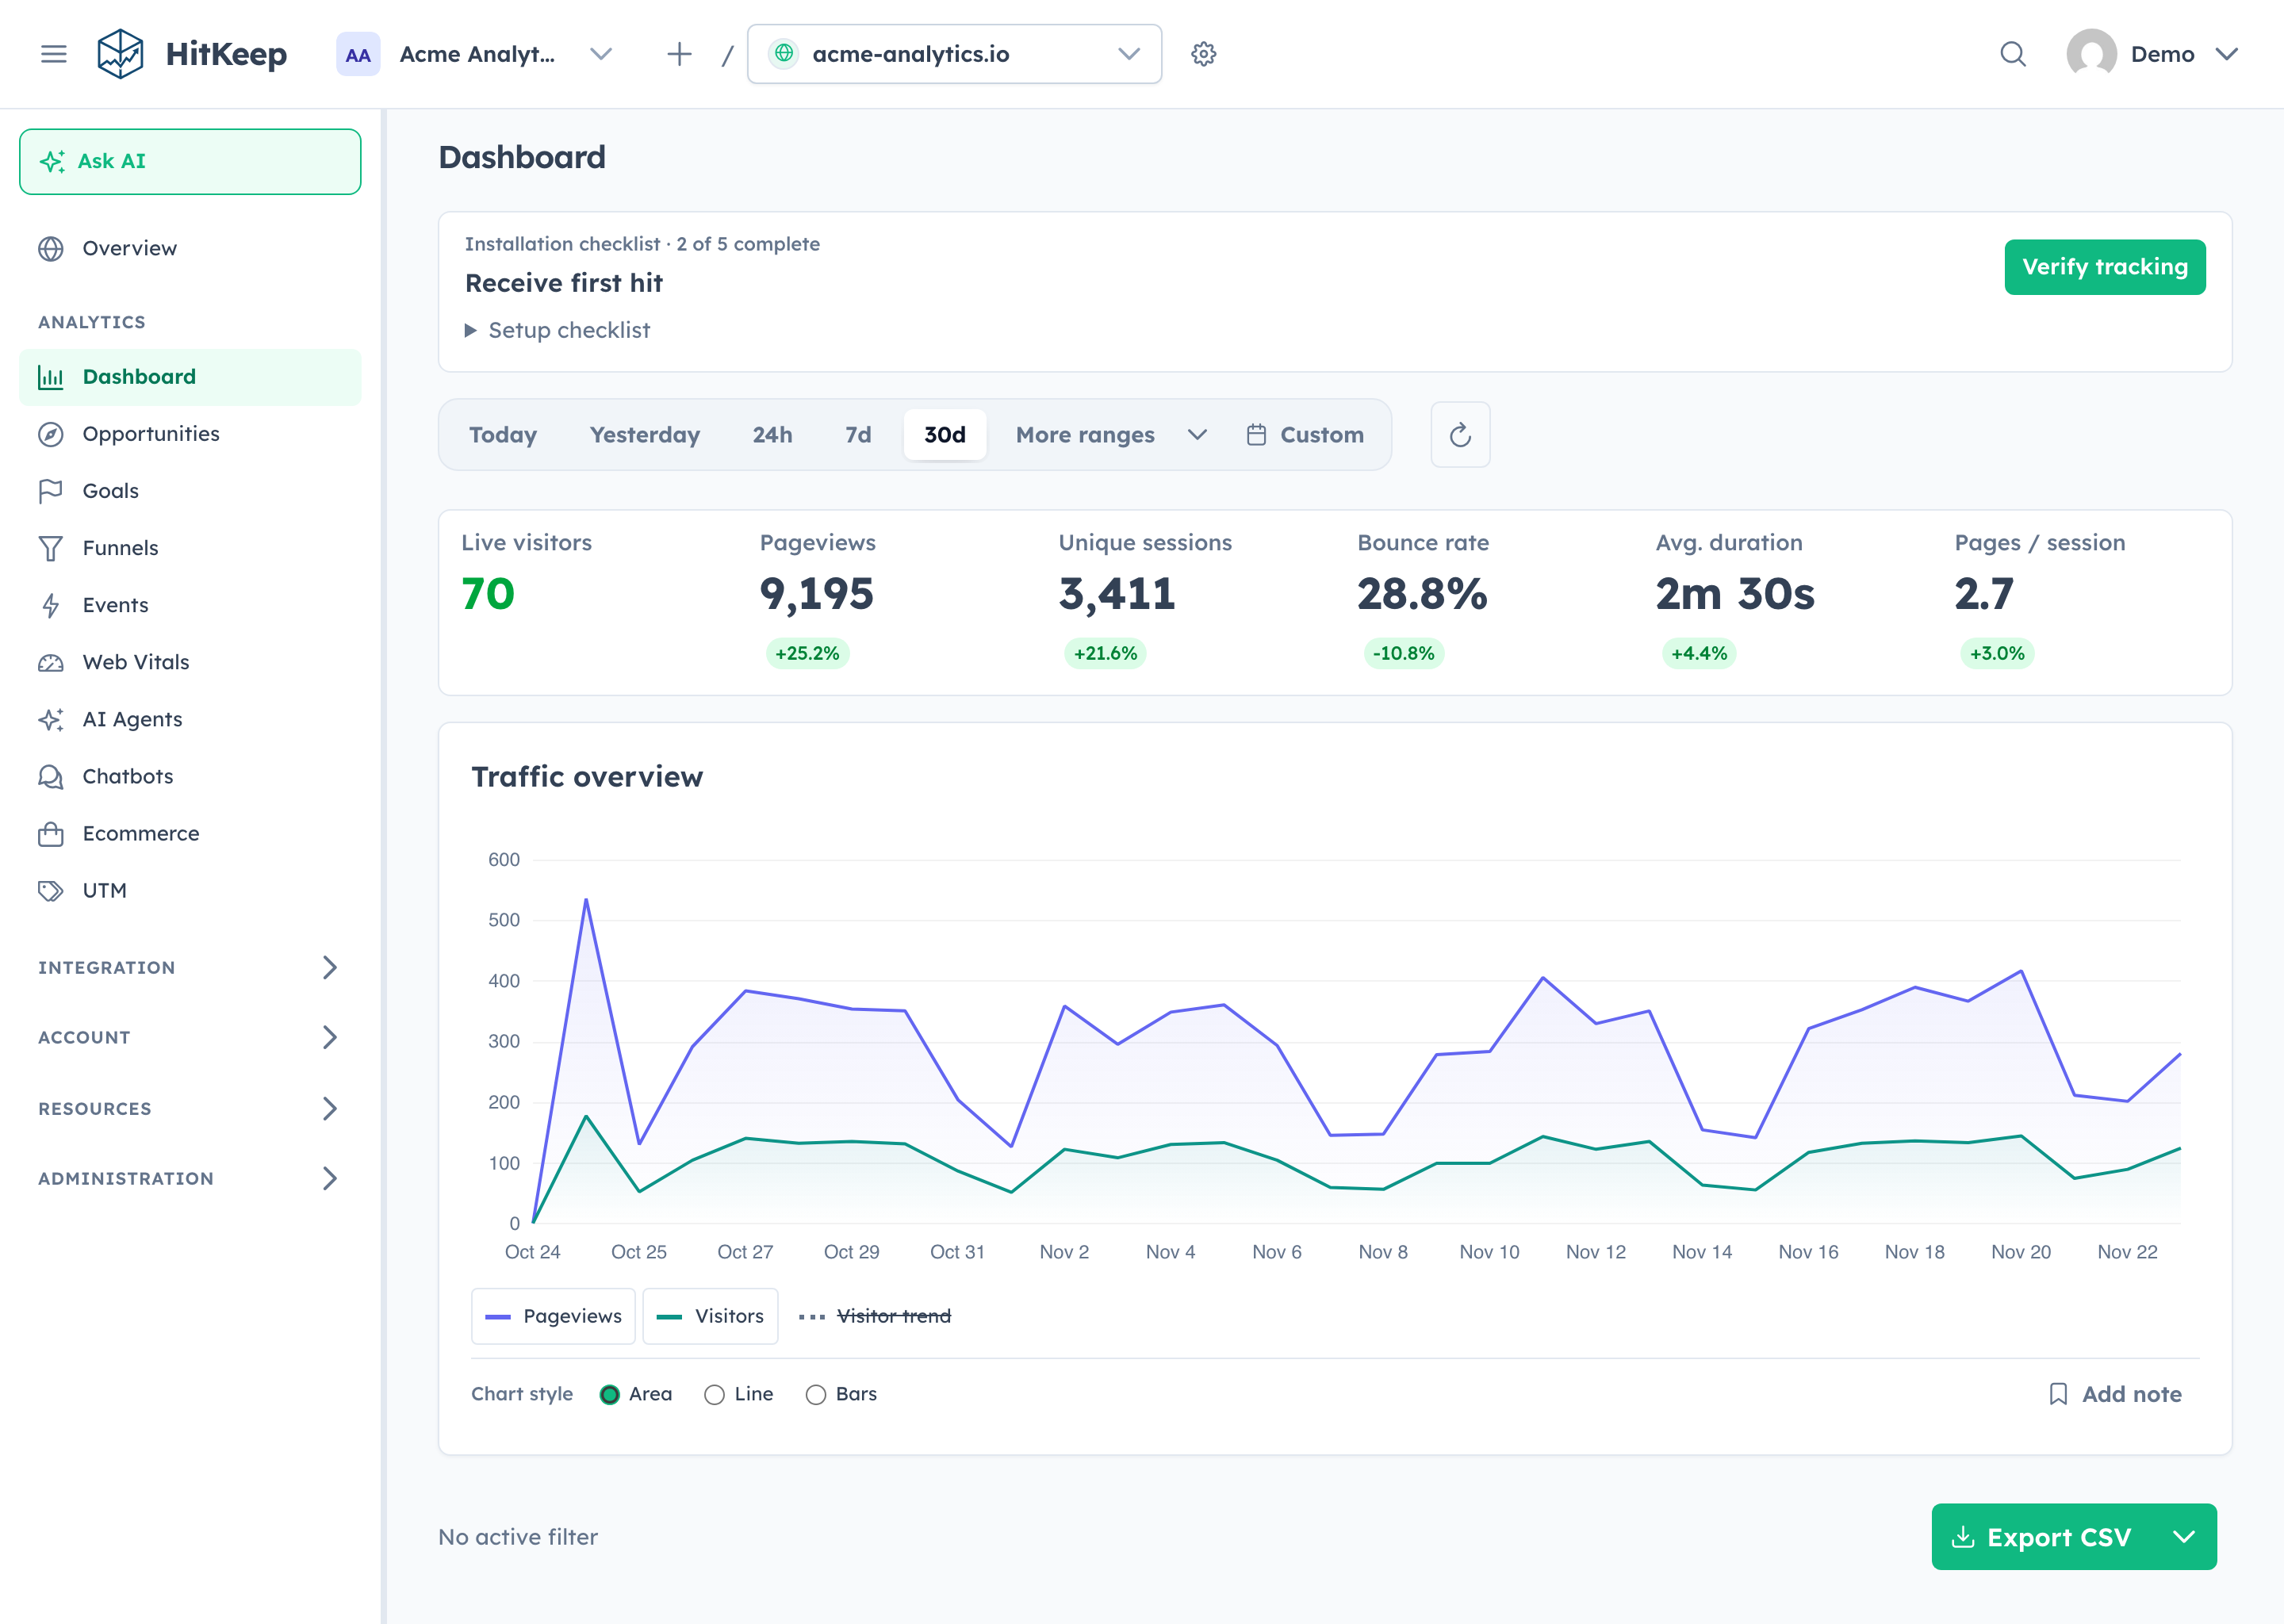 HitKeep
AA
Acme Analyt...
/
acme-analytics.io
Demo
Ask AI
Overview
ANALYTICS
Dashboard
Opportunities
Goals
Funnels
Events
Web Vitals
AI Agents
Chatbots
Ecommerce
UTM
INTEGRATION
ACCOUNT
RESOURCES
ADMINISTRATION
Dashboard
Installation checklist · 2 of 5 complete
Receive first hit
Setup checklist
Verify tracking
Today Yesterday 24h 7d 30d More ranges Custom
Live visitors
70
Pageviews
9,195
+25.2%
Unique sessions
3,411
+21.6%
Bounce rate
28.8%
-10.8%
Avg. duration
2m 30s
+4.4%
Pages / session
2.7
+3.0%
Traffic overview
600
500
400
300
200
100
0
Oct 24 Oct 25 Oct 27 Oct 29 Oct 31 Nov 2 Nov 4 Nov 6 Nov 8 Nov 10 Nov 12 Nov 14 Nov 16 Nov 18 Nov 20 Nov 22
Pageviews Visitors Visitor trend
Chart style Area Line Bars
Add note
No active filter
Export CSV